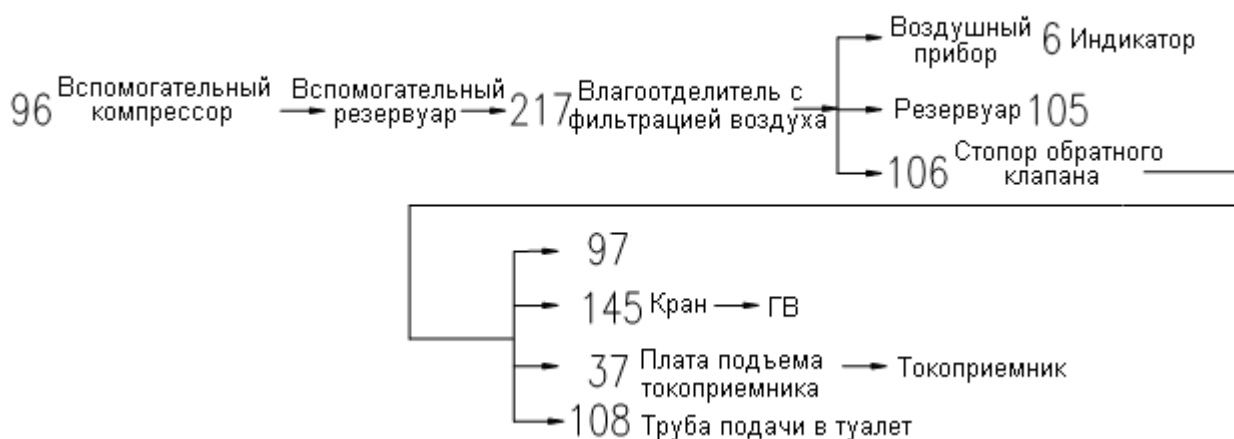 Воздушный
прибор 6 Индикатор
96 Вспомогательный
компрессор
Вспомогательный
резервуар
217 Влагоотделитель с
фильтрацией воздуха
Резервуар 105
106 Стопор обратного
клапана
97
145 Кран ГВ
37 Плата подъема
токоприемника
Токоприемник
108 Труба подачи в туалет